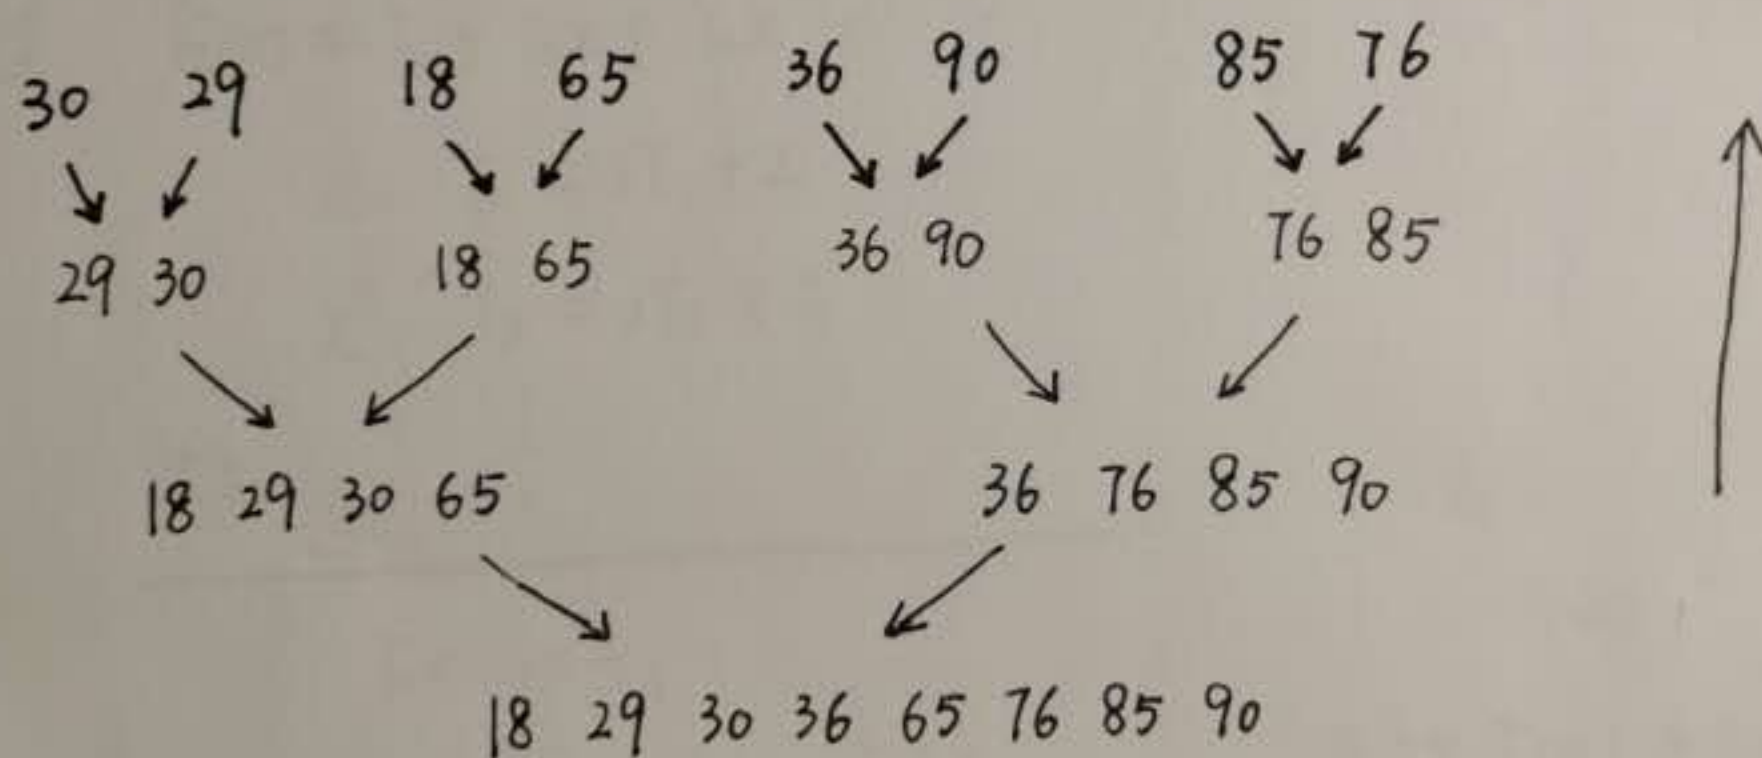 30 29 18 65 36 90 85 76
29 30 18 65 36 90 76 85
18 29 30 65 36 76 85 90
18 29 30 36 65 76 85 90